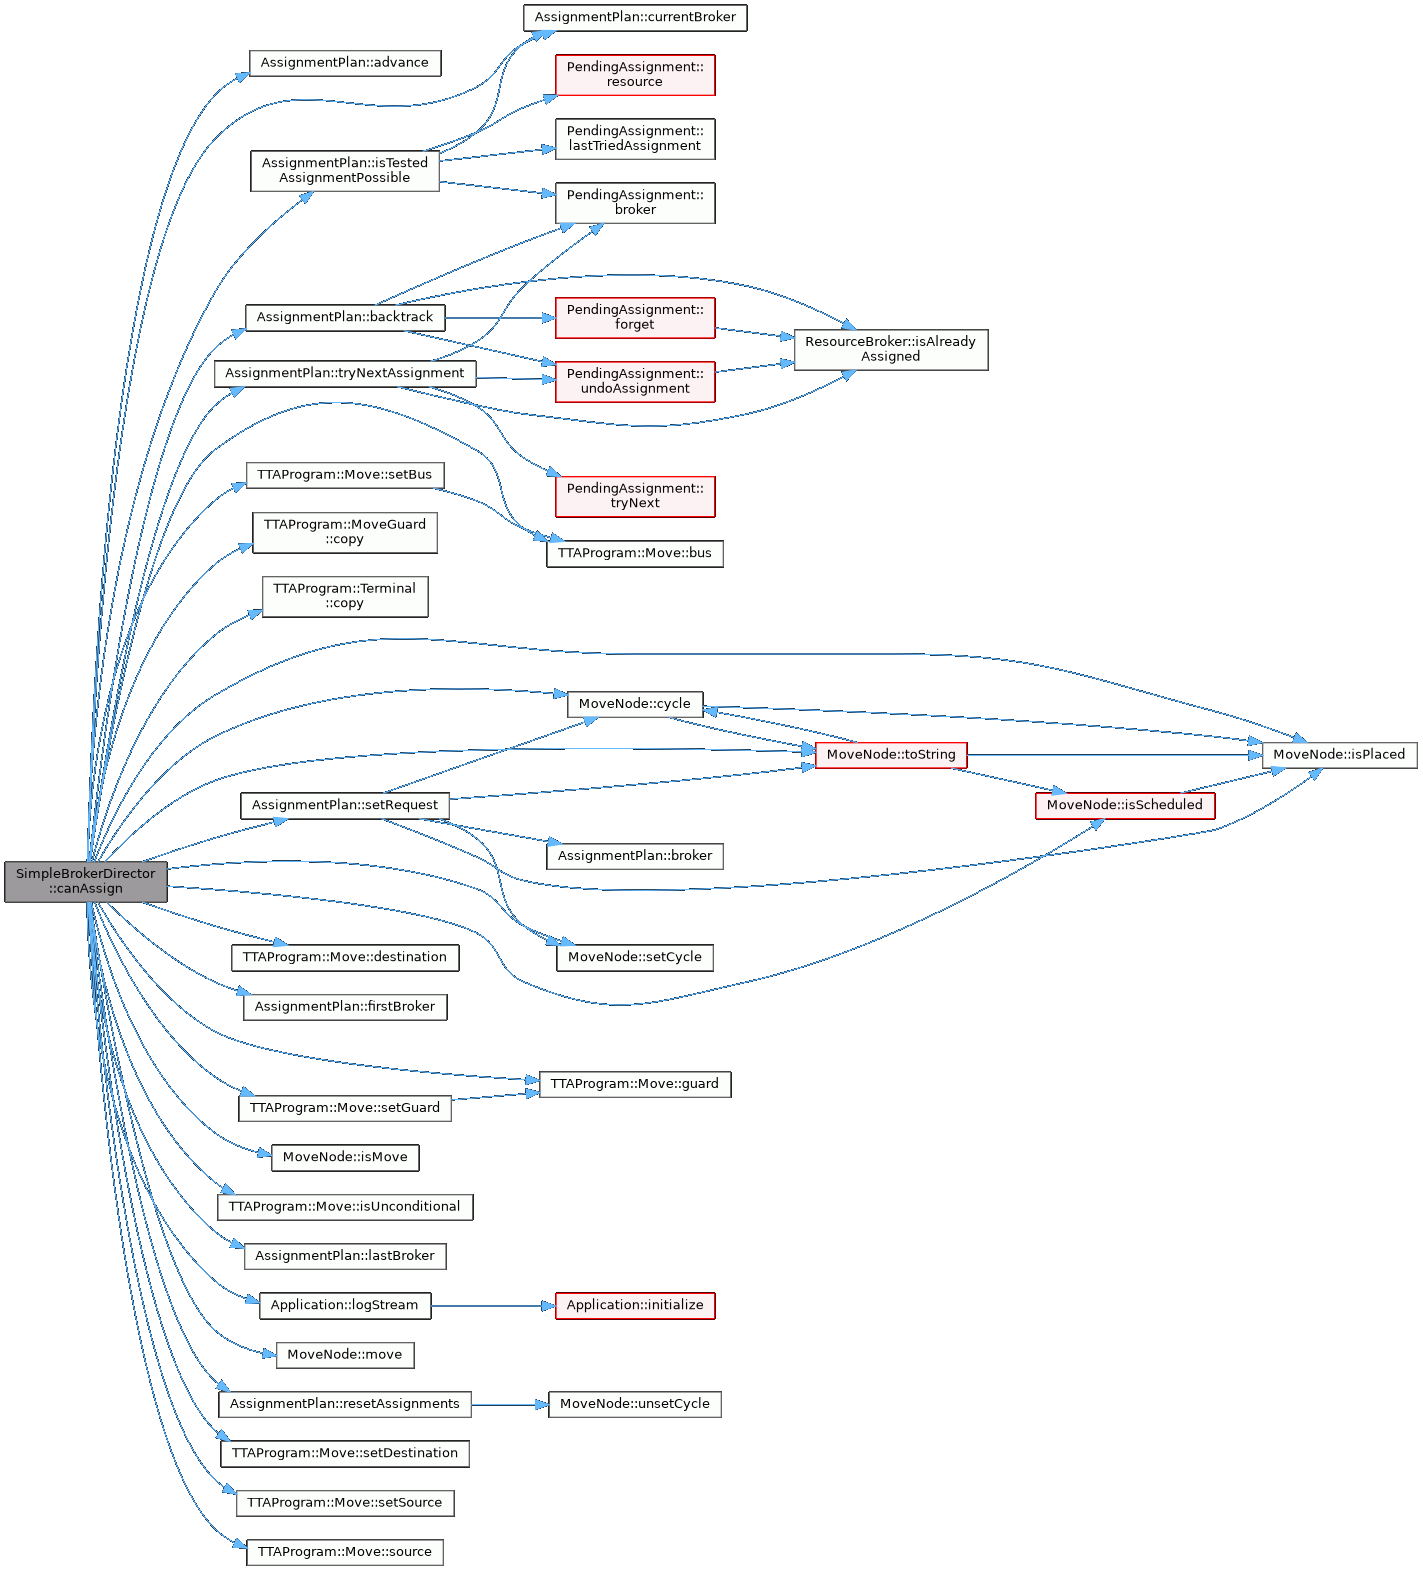 AssignmentPlan::currentBroker
AssignmentPlan::advance
PendingAssignment::
resource
PendingAssignment::
lastTriedAssignment
AssignmentPlan::isTested
AssignmentPossible
PendingAssignment::
broker
AssignmentPlan::backtrack
PendingAssignment::
forget
ResourceBroker::isAlready
Assigned
AssignmentPlan::tryNextAssignment
PendingAssignment::
undoAssignment
TTAProgram::Move::setBus
PendingAssignment::
tryNext
TTAProgram::MoveGuard
::copy
TTAProgram::Move::bus
TTAProgram::Terminal
::copy
MoveNode::cycle
MoveNode::toString
MoveNode::isPlaced
AssignmentPlan::setRequest
MoveNode::isScheduled
AssignmentPlan::broker
SimpleBrokerDirector
::canAssign
TTAProgram::Move::destination
MoveNode::setCycle
AssignmentPlan::firstBroker
TTAProgram::Move::guard
TTAProgram::Move::setGuard
MoveNode::isMove
TTAProgram::Move::isUnconditional
AssignmentPlan::lastBroker
Application::logStream
Application::initialize
MoveNode::move
AssignmentPlan::resetAssignments
MoveNode::unsetCycle
TTAProgram::Move::setDestination
TTAProgram::Move::setSource
TTAProgram::Move::source